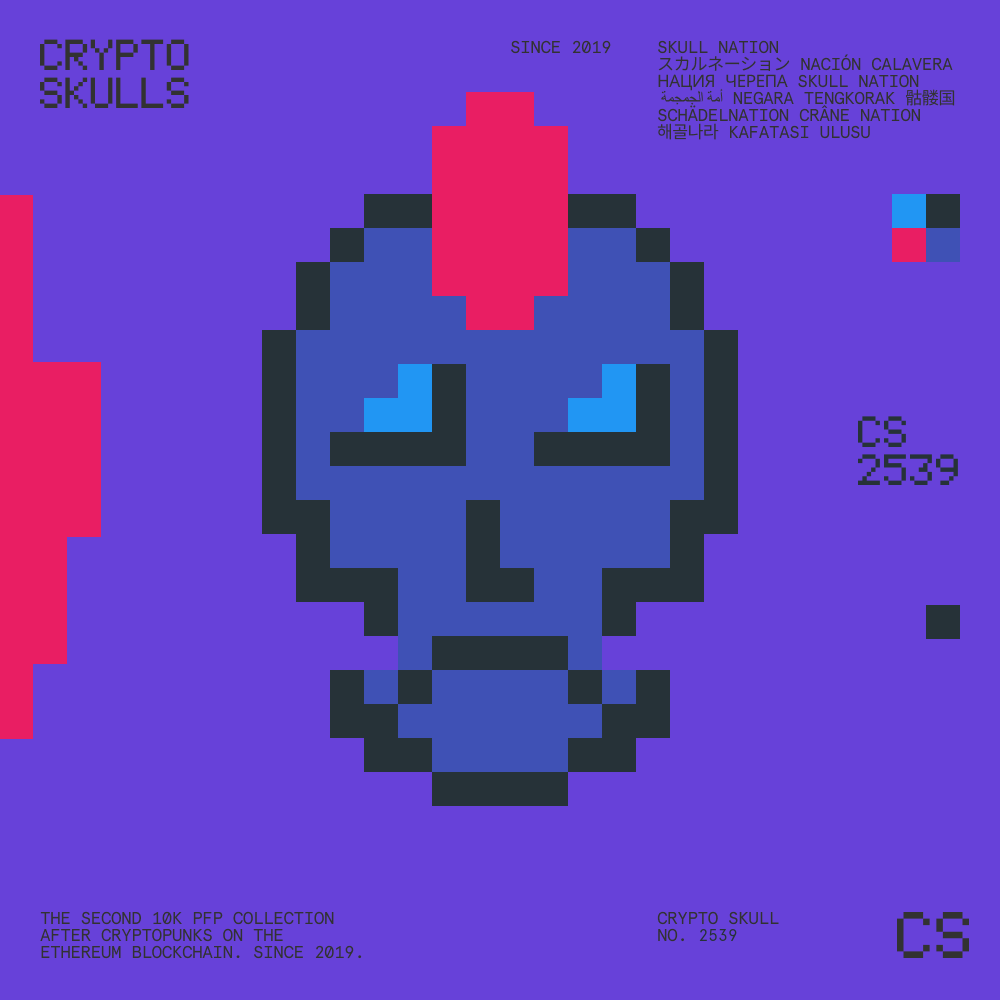 CRYPTO
SKULLS
SINCE 2019
SKULL NATION
スカルネーション NACIÓN CALAVERA
НАЦИЯ ЧЕРЕПА SKULL NATION
أمة الجمجمة NEGARA TENGKORAK 骷髅国
SCHÄDELNATION CRÂNE NATION
해골나라 KAFATASI ULUSU
CS
2539
THE SECOND 10K PFP COLLECTION
AFTER CRYPTOPUNKS ON THE
ETHEREUM BLOCKCHAIN. SINCE 2019.
CRYPTO SKULL
NO. 2539
CS